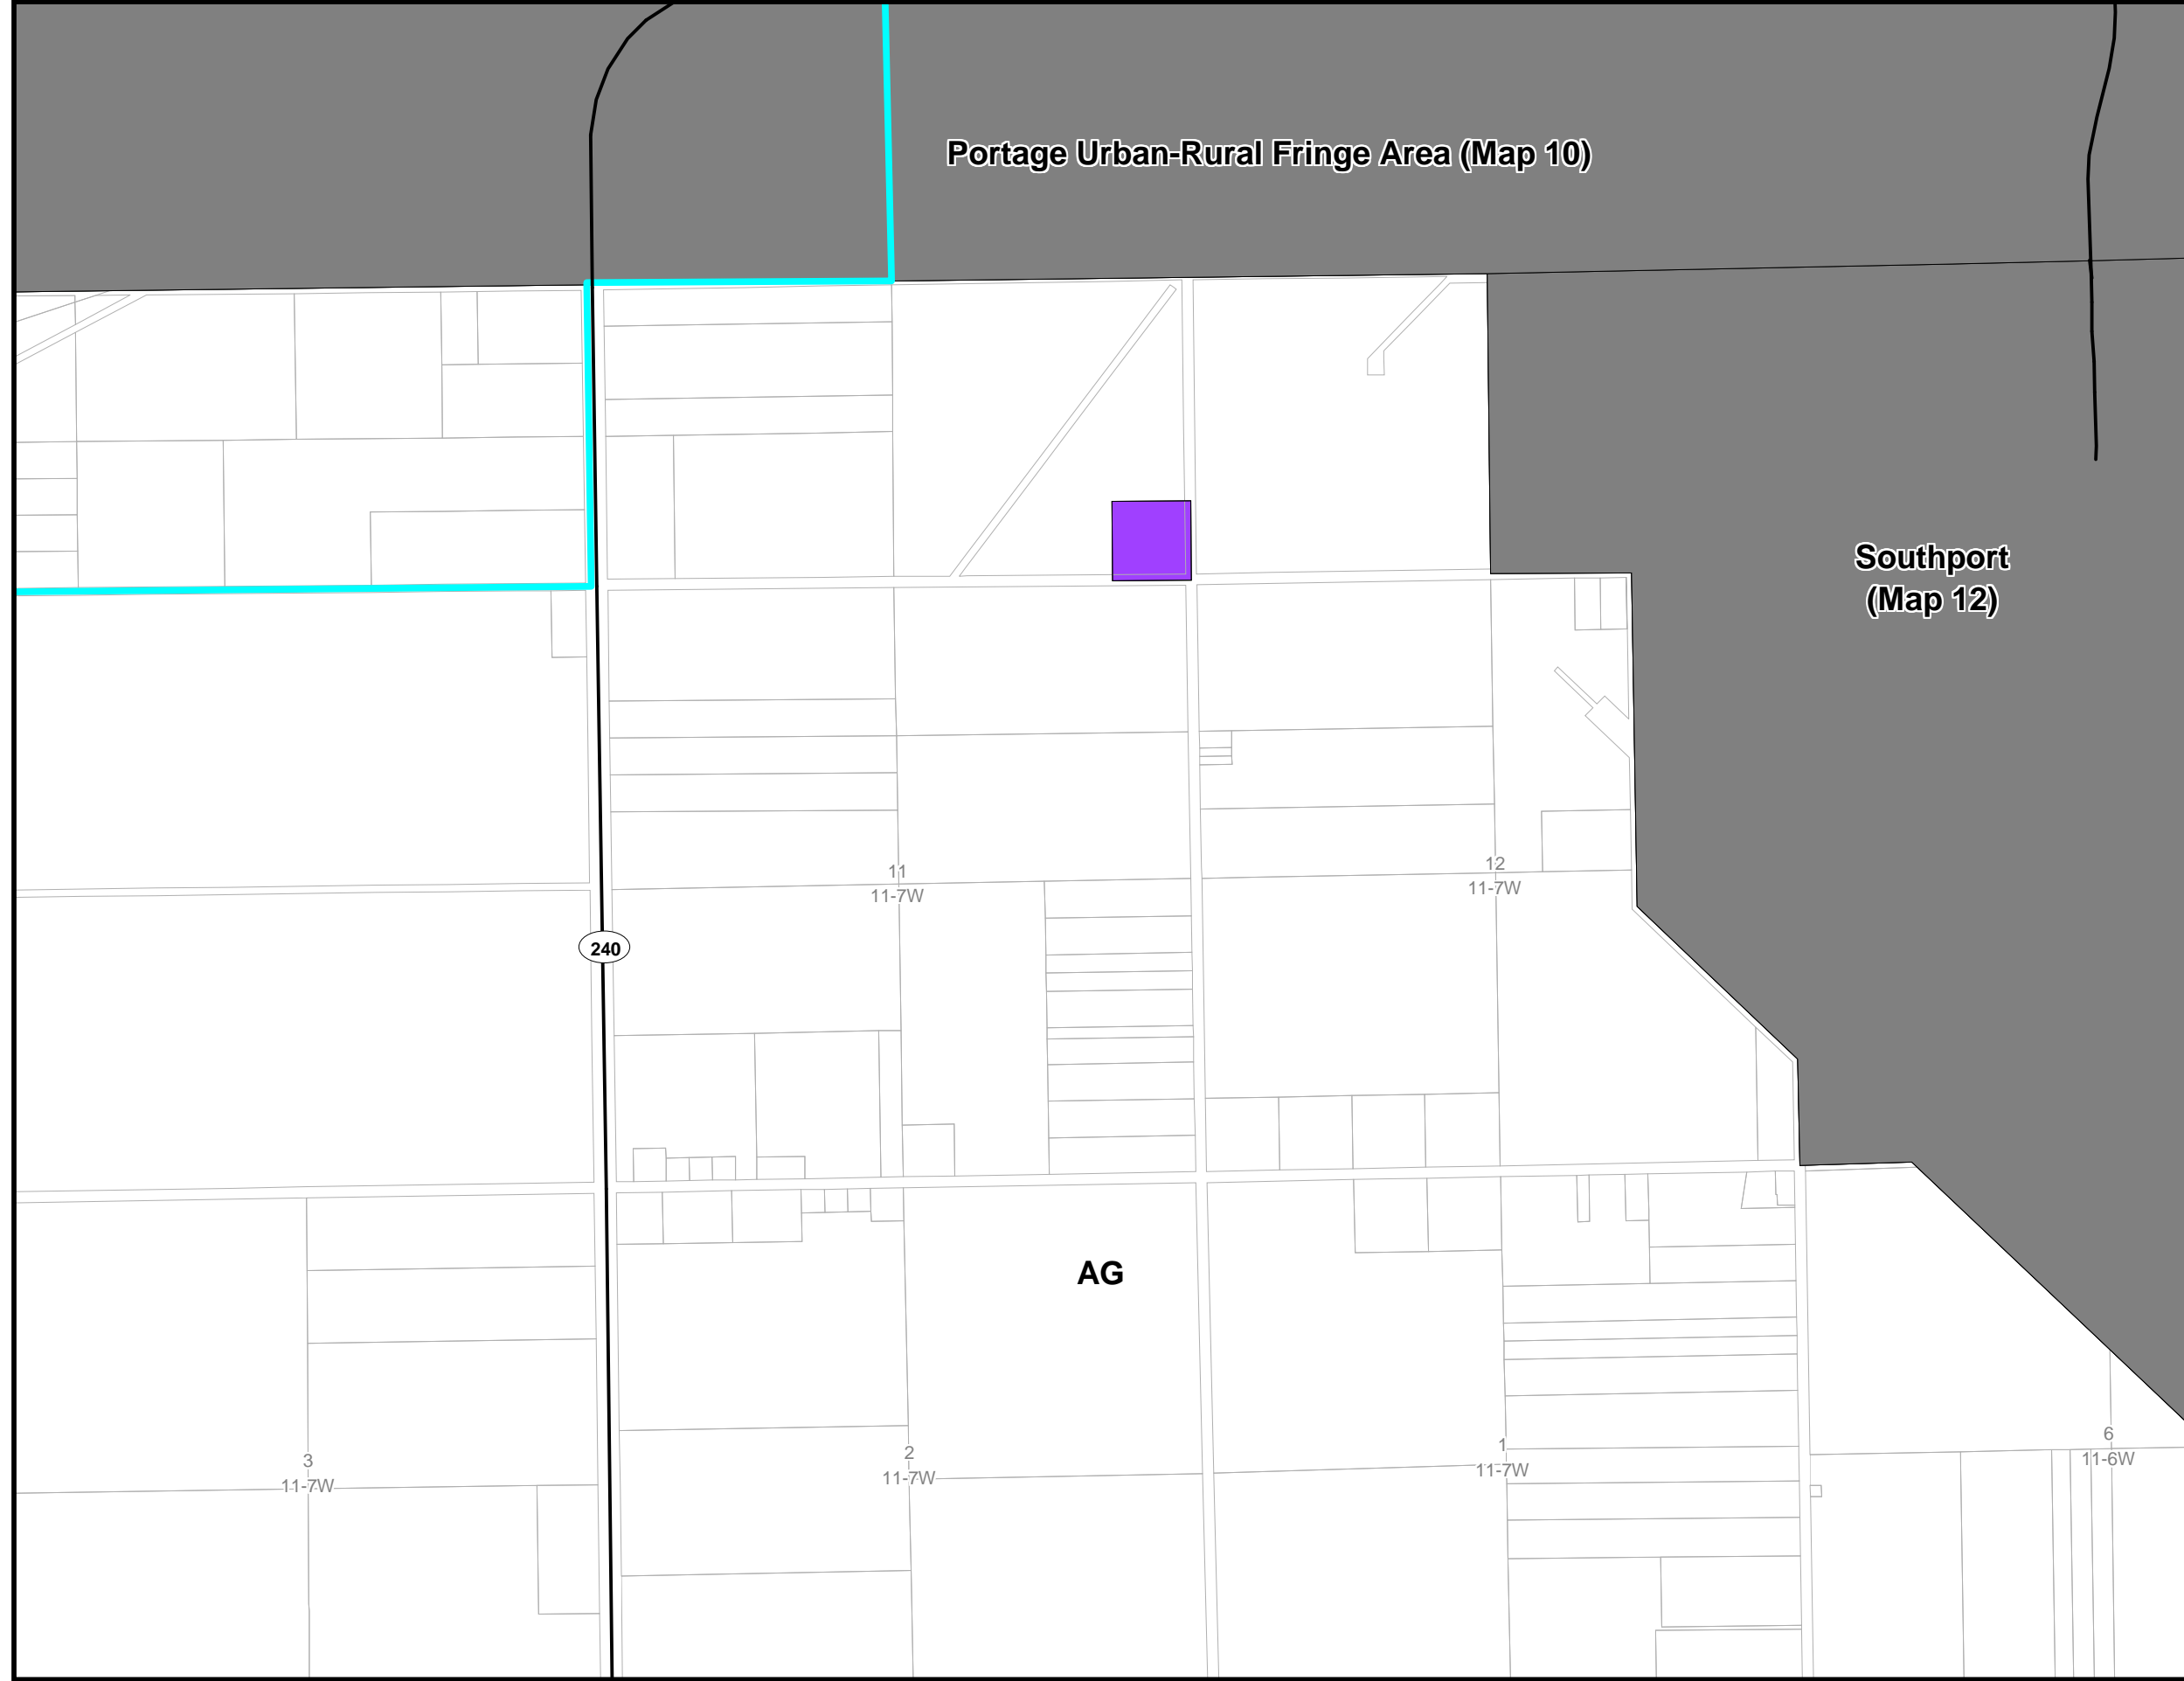 Portage Urban-Rural Fringe Area (Map 10)
Southport
(Map 12)
11
11-7W
12
11-7W
240
AG
3
11-7W
2
11-7W
1
11-7W
6
11-6W